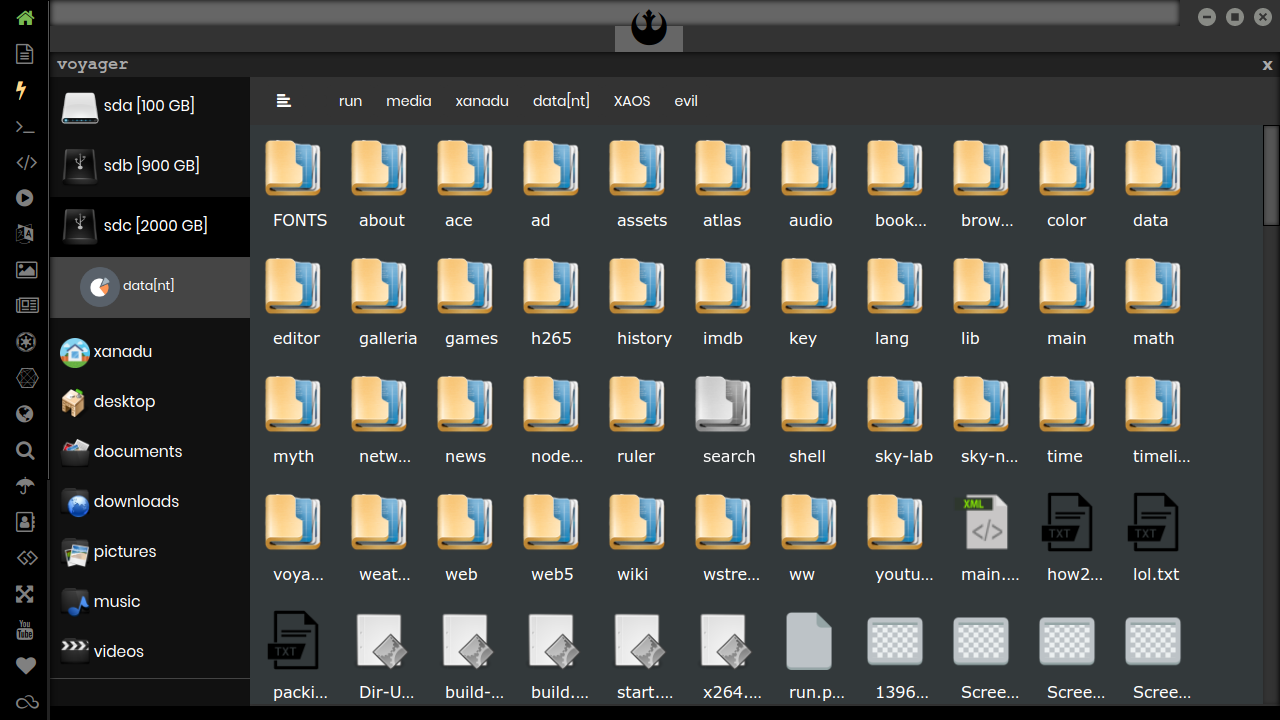 voyager
x
sda [100 GB]
sdb [900 GB]
sdc [2000 GB]
data[nt]
xanadu
desktop
documents
downloads
pictures
music
videos
run media xanadu data[nt] XAOS evil
FONTS about ace ad assets atlas audio book... brow... color data
editor galleria games h265 history imdb key lang lib main math
myth netw... news node... ruler search shell sky-lab sky-n... time timeli...
XML
TXT TXT
voya... weat... web web5 wiki wstre... ww youtu... main.... how2... lol.txt
TXT
packi... Dir-U... build-... build.... start.... x264.... run.p... 1396... Scree... Scree... Scree...
You
Tube